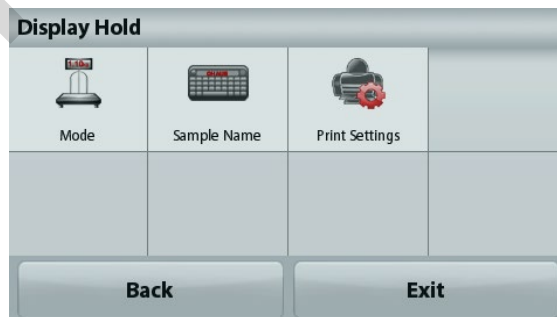 Display Hold
Mode
Sample Name
Print Settings
Back
Exit